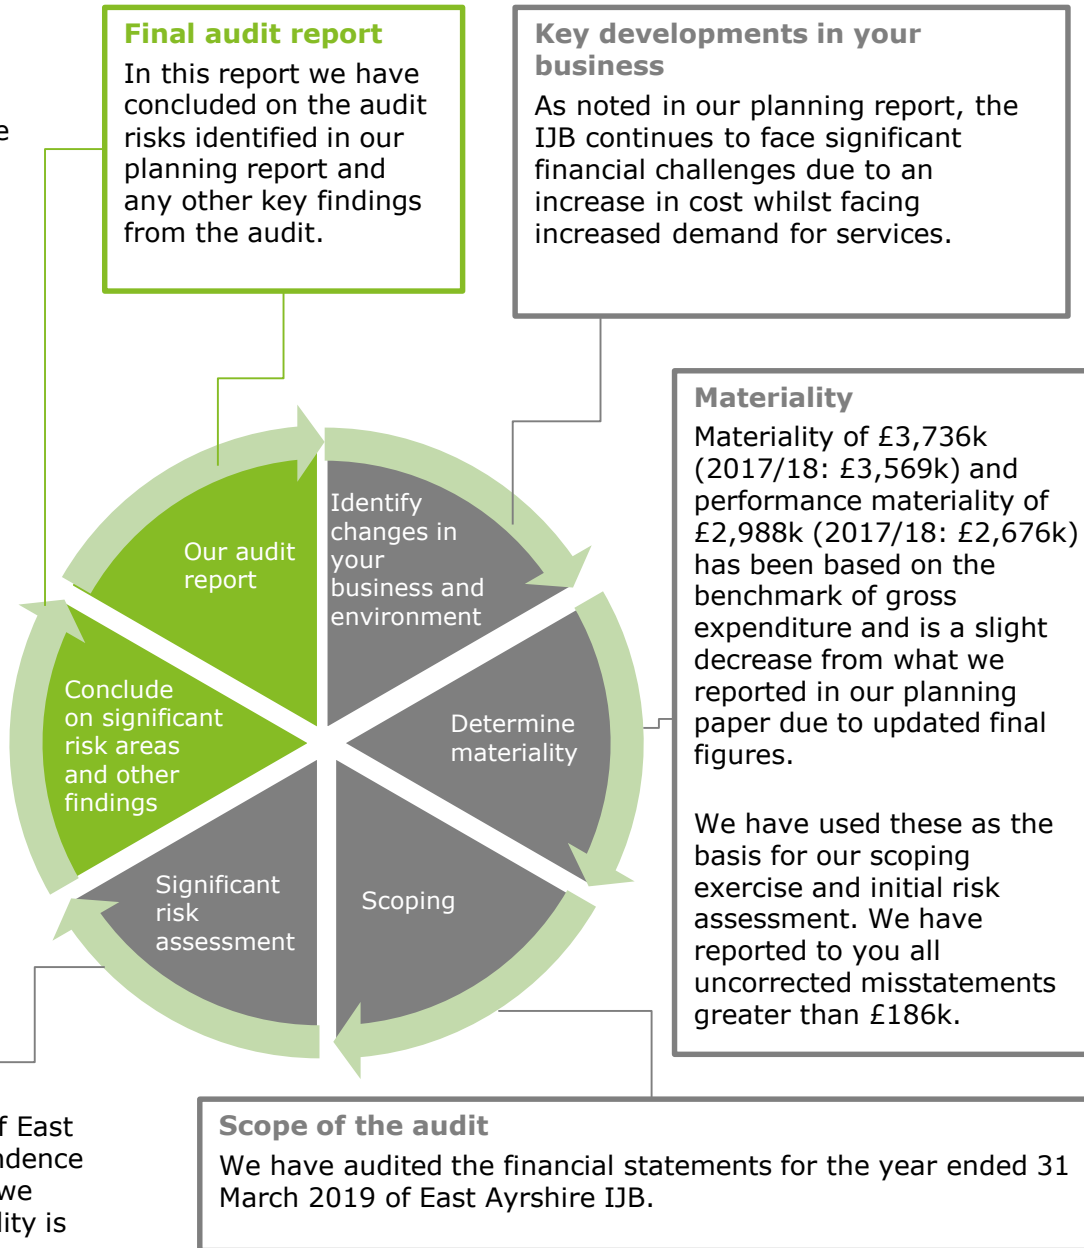 Final audit report
In this report we have
concluded on the audit
risks identified in our
planning report and
any other key findings
from the audit.
Key developments in your
business
As noted in our planning report, the
IJB continues to face significant
financial challenges due to an
increase in cost whilst facing
increased demand for services.
Materiality
Materiality of £3,736k
(2017/18: £3,569k) and
performance materiality of
£2,988k (2017/18: £2,676k)
has been based on the
benchmark of gross
expenditure and is a slight
decrease from what we
reported in our planning
paper due to updated final
figures.
We have used these as the
basis for our scoping
exercise and initial risk
assessment. We have
reported to you all
uncorrected misstatements
greater than £186k.
Identify
changes in
your
business and
environment
Determine
materiality
Scoping
Significant
risk
assessment
Conclude
on significant
risk areas
and other
findings
Our audit
report
East
we
is
Scope of the audit
We have audited the financial statements for the year ended 31
March 2019 of East Ayrshire IJB.